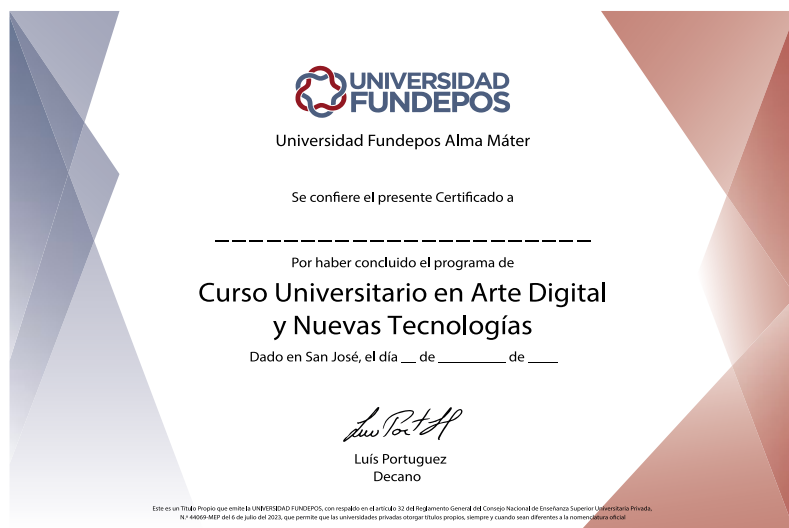 UNIVERSIDAD
FUNDEPOS
Universidad Fundepos Alma Máter
Se confiere el presente Certificado a
Por haber concluido el programa de
Curso Universitario en Arte Digital
y Nuevas Tecnologías
Dado en San José, el día __ de _________ de ____
Luís Portuguez
Decano
Este es un Título Propio que emite la UNIVERSIDAD FUNDEPOS, con respaldo en el artículo 32 del Reglamento General del Consejo Nacional de Enseñanza Superior Universitaria Privada,
N.º 44069-MEP del 6 de julio del 2023, que permite que las universidades privadas otorgar títulos propios, siempre y cuando sean diferentes a la nomenclatura oficial